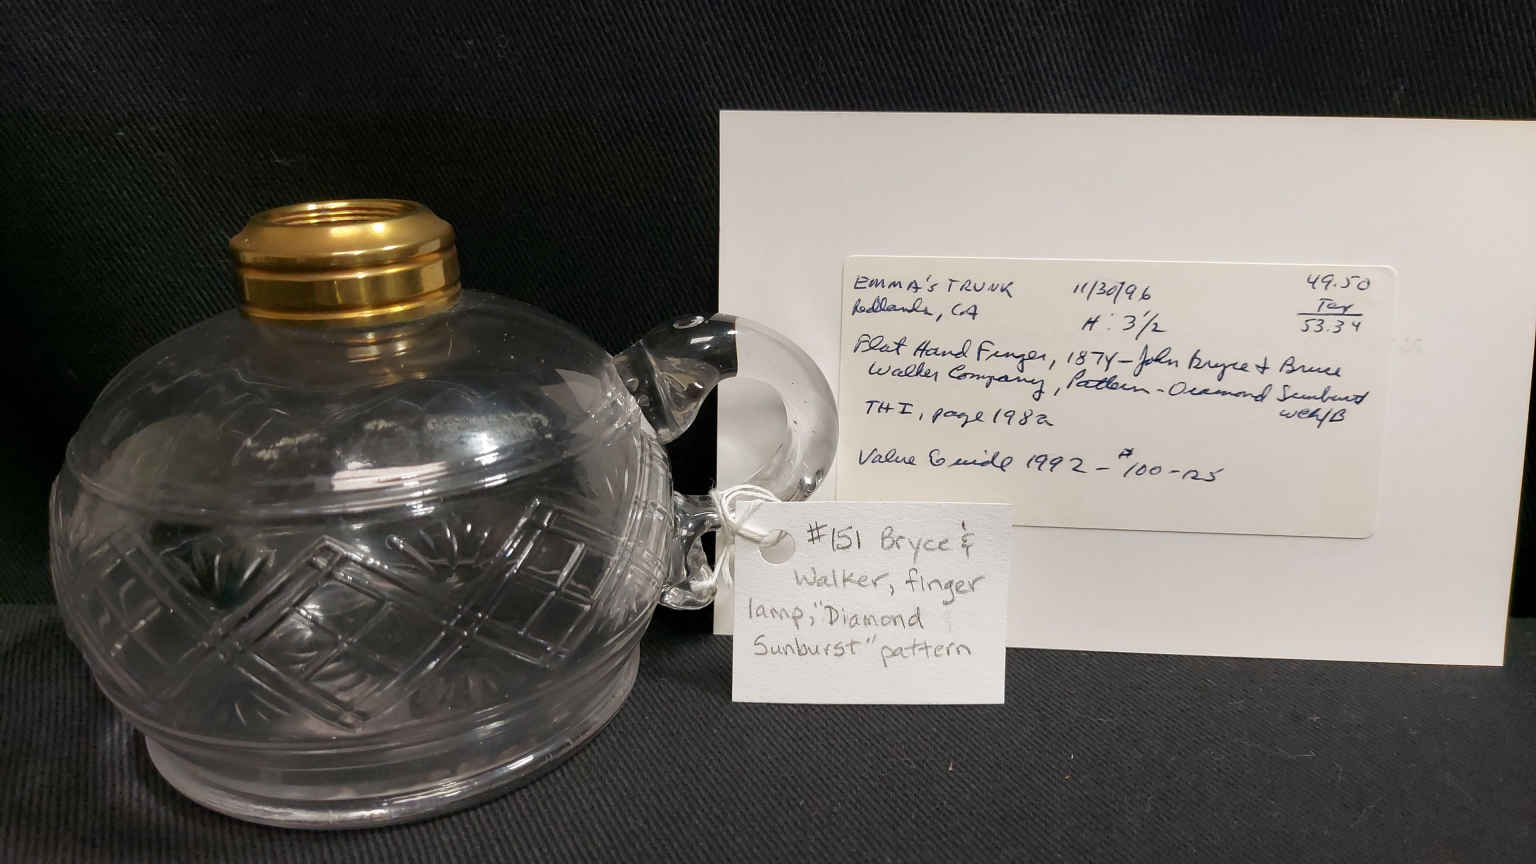 EMMA'S TRUNK 11/30/96 49.50
Redlands, CA Tax
H: 3 1/2 53.34
Flat Hand Finger, 1874 - John Bryce & Bruce
Walker Company, Pattern - Diamond Sunburst
TH I, page 198a
Value Guide 1992 - $100-125
#151 Bryce &
Walker, finger
lamp, "Diamond
Sunburst" pattern